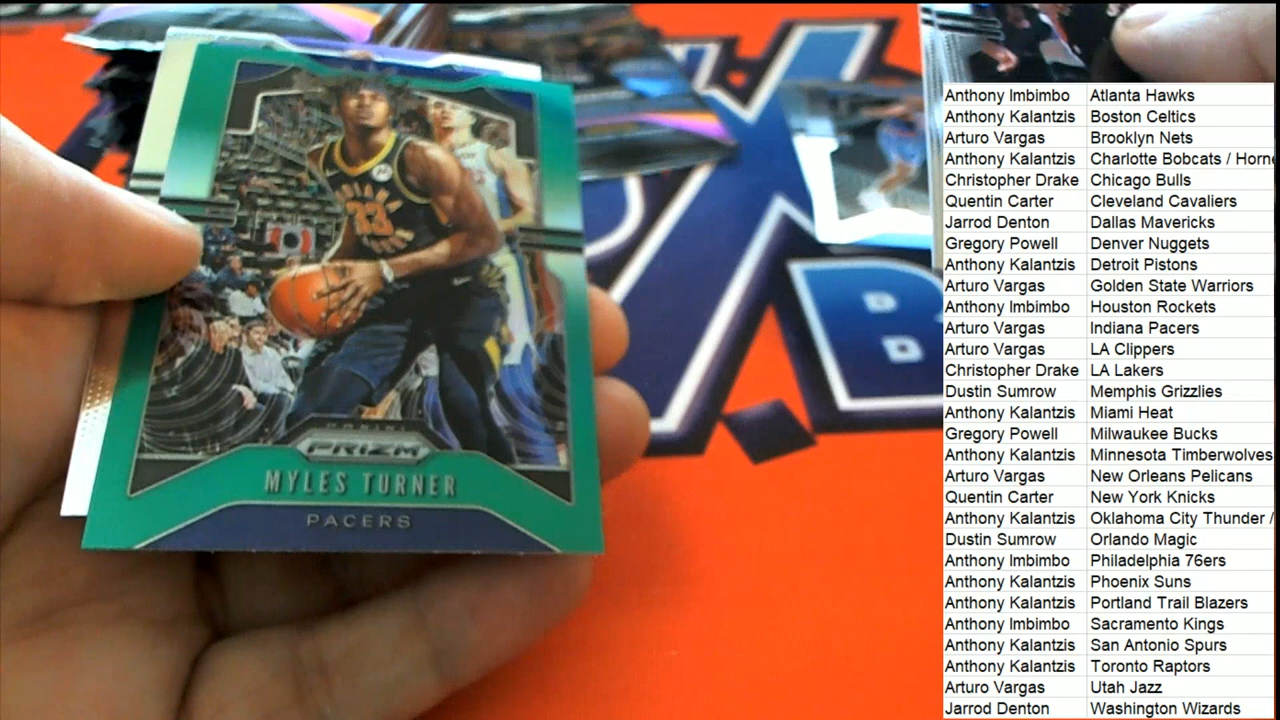 INDIANA
33
PANINI
PRIZM
MYLES TURNER
PACERS
B
Anthony Imbimbo Atlanta Hawks
Anthony Kalantzis Boston Celtics
Arturo Vargas Brooklyn Nets
Anthony Kalantzis Charlotte Bobcats / Horne
Christopher Drake Chicago Bulls
Quentin Carter Cleveland Cavaliers
Jarrod Denton Dallas Mavericks
Gregory Powell Denver Nuggets
Anthony Kalantzis Detroit Pistons
Arturo Vargas Golden State Warriors
Anthony Imbimbo Houston Rockets
Arturo Vargas Indiana Pacers
Arturo Vargas LA Clippers
Christopher Drake LA Lakers
Dustin Sumrow Memphis Grizzlies
Anthony Kalantzis Miami Heat
Gregory Powell Milwaukee Bucks
Anthony Kalantzis Minnesota Timberwolves
Arturo Vargas New Orleans Pelicans
Quentin Carter New York Knicks
Anthony Kalantzis Oklahoma City Thunder /
Dustin Sumrow Orlando Magic
Anthony Imbimbo Philadelphia 76ers
Anthony Kalantzis Phoenix Suns
Anthony Kalantzis Portland Trail Blazers
Anthony Imbimbo Sacramento Kings
Anthony Kalantzis San Antonio Spurs
Anthony Kalantzis Toronto Raptors
Arturo Vargas Utah Jazz
Jarrod Denton Washington Wizards